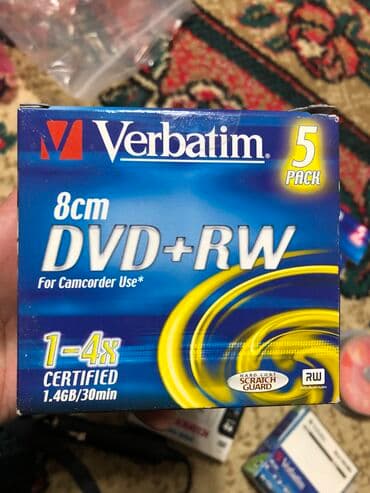 Verbatim.
5
PACK
8cm
DVD+RW
For Camcorder Use*
1-4x
CERTIFIED
1.4GB/30min
HARD COAT
SCRATCH
GUARD
RW
Verbatim